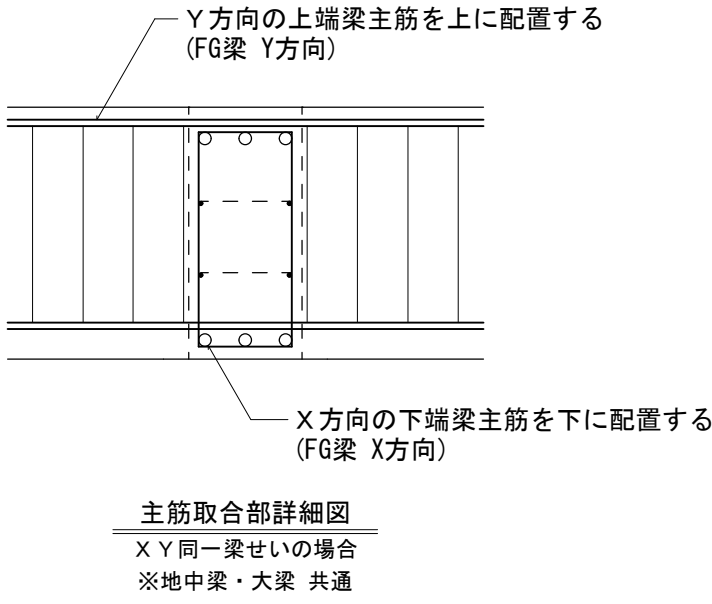 Y方向の上端梁主筋を上に配置する
(FG梁 Y方向)
X方向の下端梁主筋を下に配置する
(FG梁 X方向)
主筋取合部詳細図
XY同一梁せいの場合
※地中梁・大梁 共通